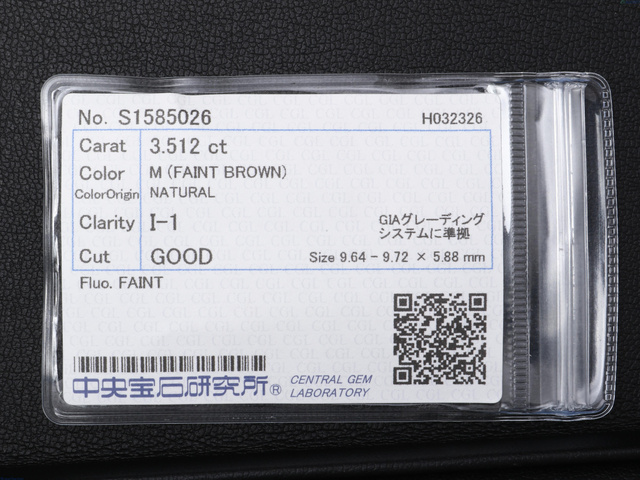 No. S1585026 H032326
Carat 3.512 ct
Color M (FAINT BROWN)
ColorOrigin NATURAL
Clarity I-1 GIAグレーディング
システムに準拠
Cut GOOD Size 9.64 - 9.72 × 5.88 mm
Fluo. FAINT
中央宝石研究所® CENTRAL GEM
LABORATORY